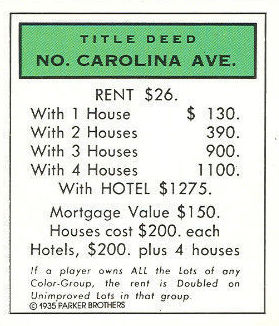 TITLE DEED
NO. CAROLINA AVE.
RENT $26.
With 1 House $ 130.
With 2 Houses 390.
With 3 Houses 900.
With 4 Houses 1100.
With HOTEL $1275.
Mortgage Value $150.
Houses cost $200. each
Hotels, $200. plus 4 houses
If a player owns ALL the Lots of any
Color-Group, the rent is Doubled on
Unimproved Lots in that group.
© 1935 PARKER BROTHERS